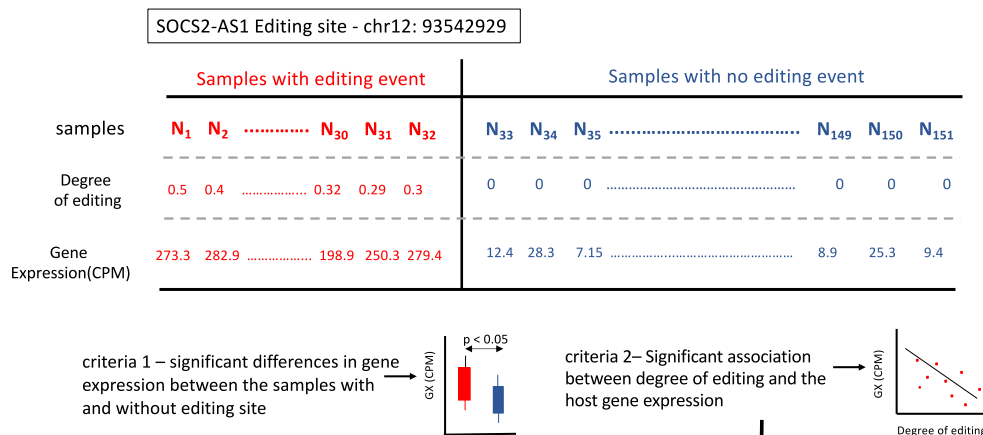 SOCS2-AS1 Editing site - chr12: 93542929
Samples with editing event
Samples with no editing event
samples N1 N2 ............. N30 N31 N32 N33 N34 N35 ................................ N149 N150 N151
Degree of editing 0.5 0.4 .................. 0.32 0.29 0.3 0 0 0 ................................................ 0 0 0
Gene Expression(CPM) 273.3 282.9 .................. 198.9 250.3 279.4 12.4 28.3 7.15 ................................................ 8.9 25.3 9.4
criteria 1 – significant differences in gene
expression between the samples with
and without editing site
p < 0.05
GX (CPM)
criteria 2– Significant association
between degree of editing and the
host gene expression
GX (CPM)
Degree of editing